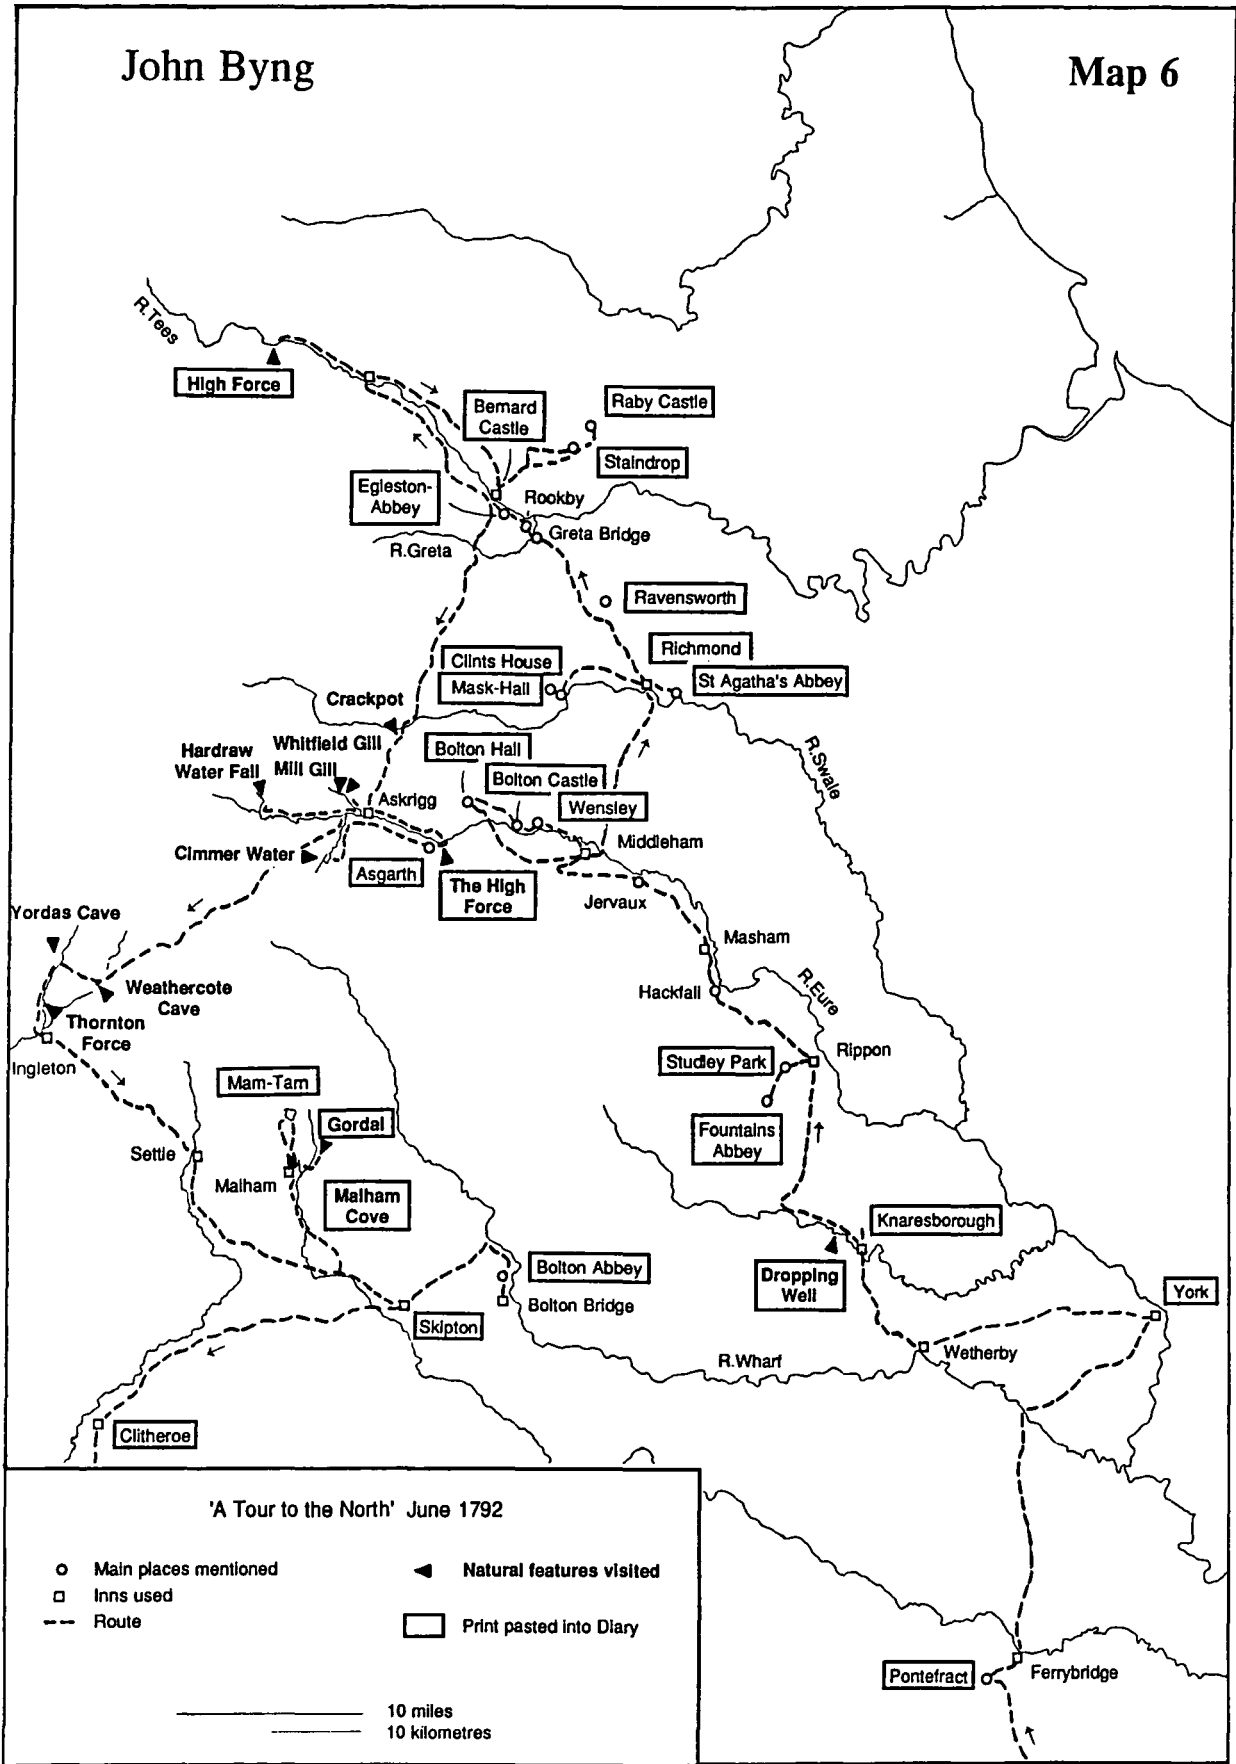 John Byng
Map 6
R.Tees
High Force
Bernard
Castle
Raby Castle
Staindrop
Egleston-
Abbey
Rookby
Greta Bridge
R.Greta
Ravensworth
Richmond
Clints House
Mask-Hall
St Agatha's Abbey
Crackpot
Whitfield Gill
Mill Gill
Hardraw
Water Fall
Bolton Hall
Bolton Castle
Wensley
R.Swale
Askrigg
Middleham
Cimmer Water
Asgarth
The High
Force
Jervaux
Yordas Cave
Masham
Weathercote
Cave
Hackfall
R.Eure
Thornton
Force
Ingleton
Rippon
Studley Park
Mam-Tarn
Gordal
Fountains
Abbey
Settle
Malham
Malham
Cove
Knaresborough
Bolton Abbey
Dropping
Well
Bolton Bridge
York
Skipton
Wetherby
R.Wharf
Clitheroe
'A Tour to the North' June 1792
Main places mentioned
Natural features visited
Inns used
Route
Print pasted into Diary
Pontefract
Ferrybridge
10 miles
10 kilometres